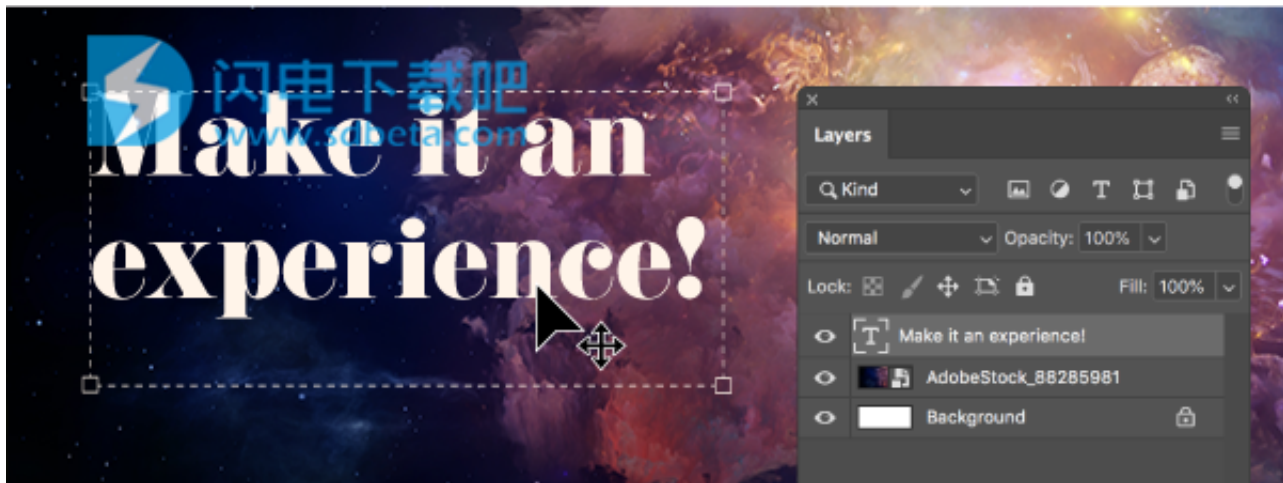 闪电下载吧
www.sdbeta.com
Make it an
experience!
Layers
Kind
Normal
Opacity: 100%
Lock:
Fill: 100%
T Make it an experience!
AdobeStock_88285981
Background